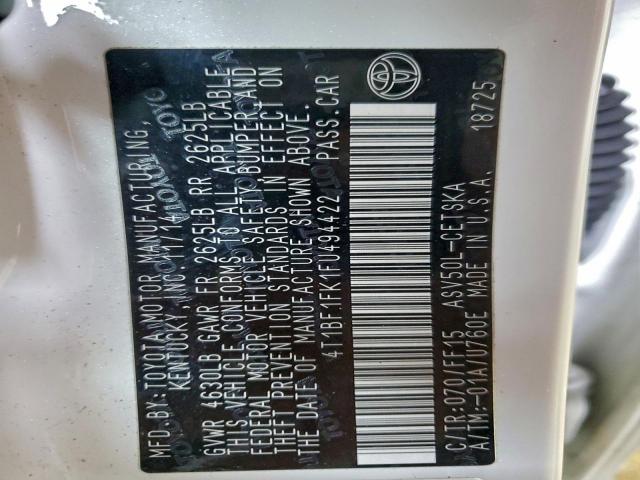 MFD.BY:TOYOTA MOTOR MANUFACTURING,
KENTUCKY, INC. 11/14
GVWR 4630LB GAWR FR 2625LB RR 2625LB
THIS VEHICLE CONFORMS TO ALL APPLICABLE
FEDERAL MOTOR VEHICLE SAFETY, BUMPER, AND
THEFT PREVENTION STANDARDS IN EFFECT ON
THE DATE OF MANUFACTURE SHOWN ABOVE.
4T1BF1FK1FU494422 PASS.CAR
C/TR:070/FF15 ASV50L-CETSKA
A/TM:-01A/U760E MADE IN U.S.A. 18725